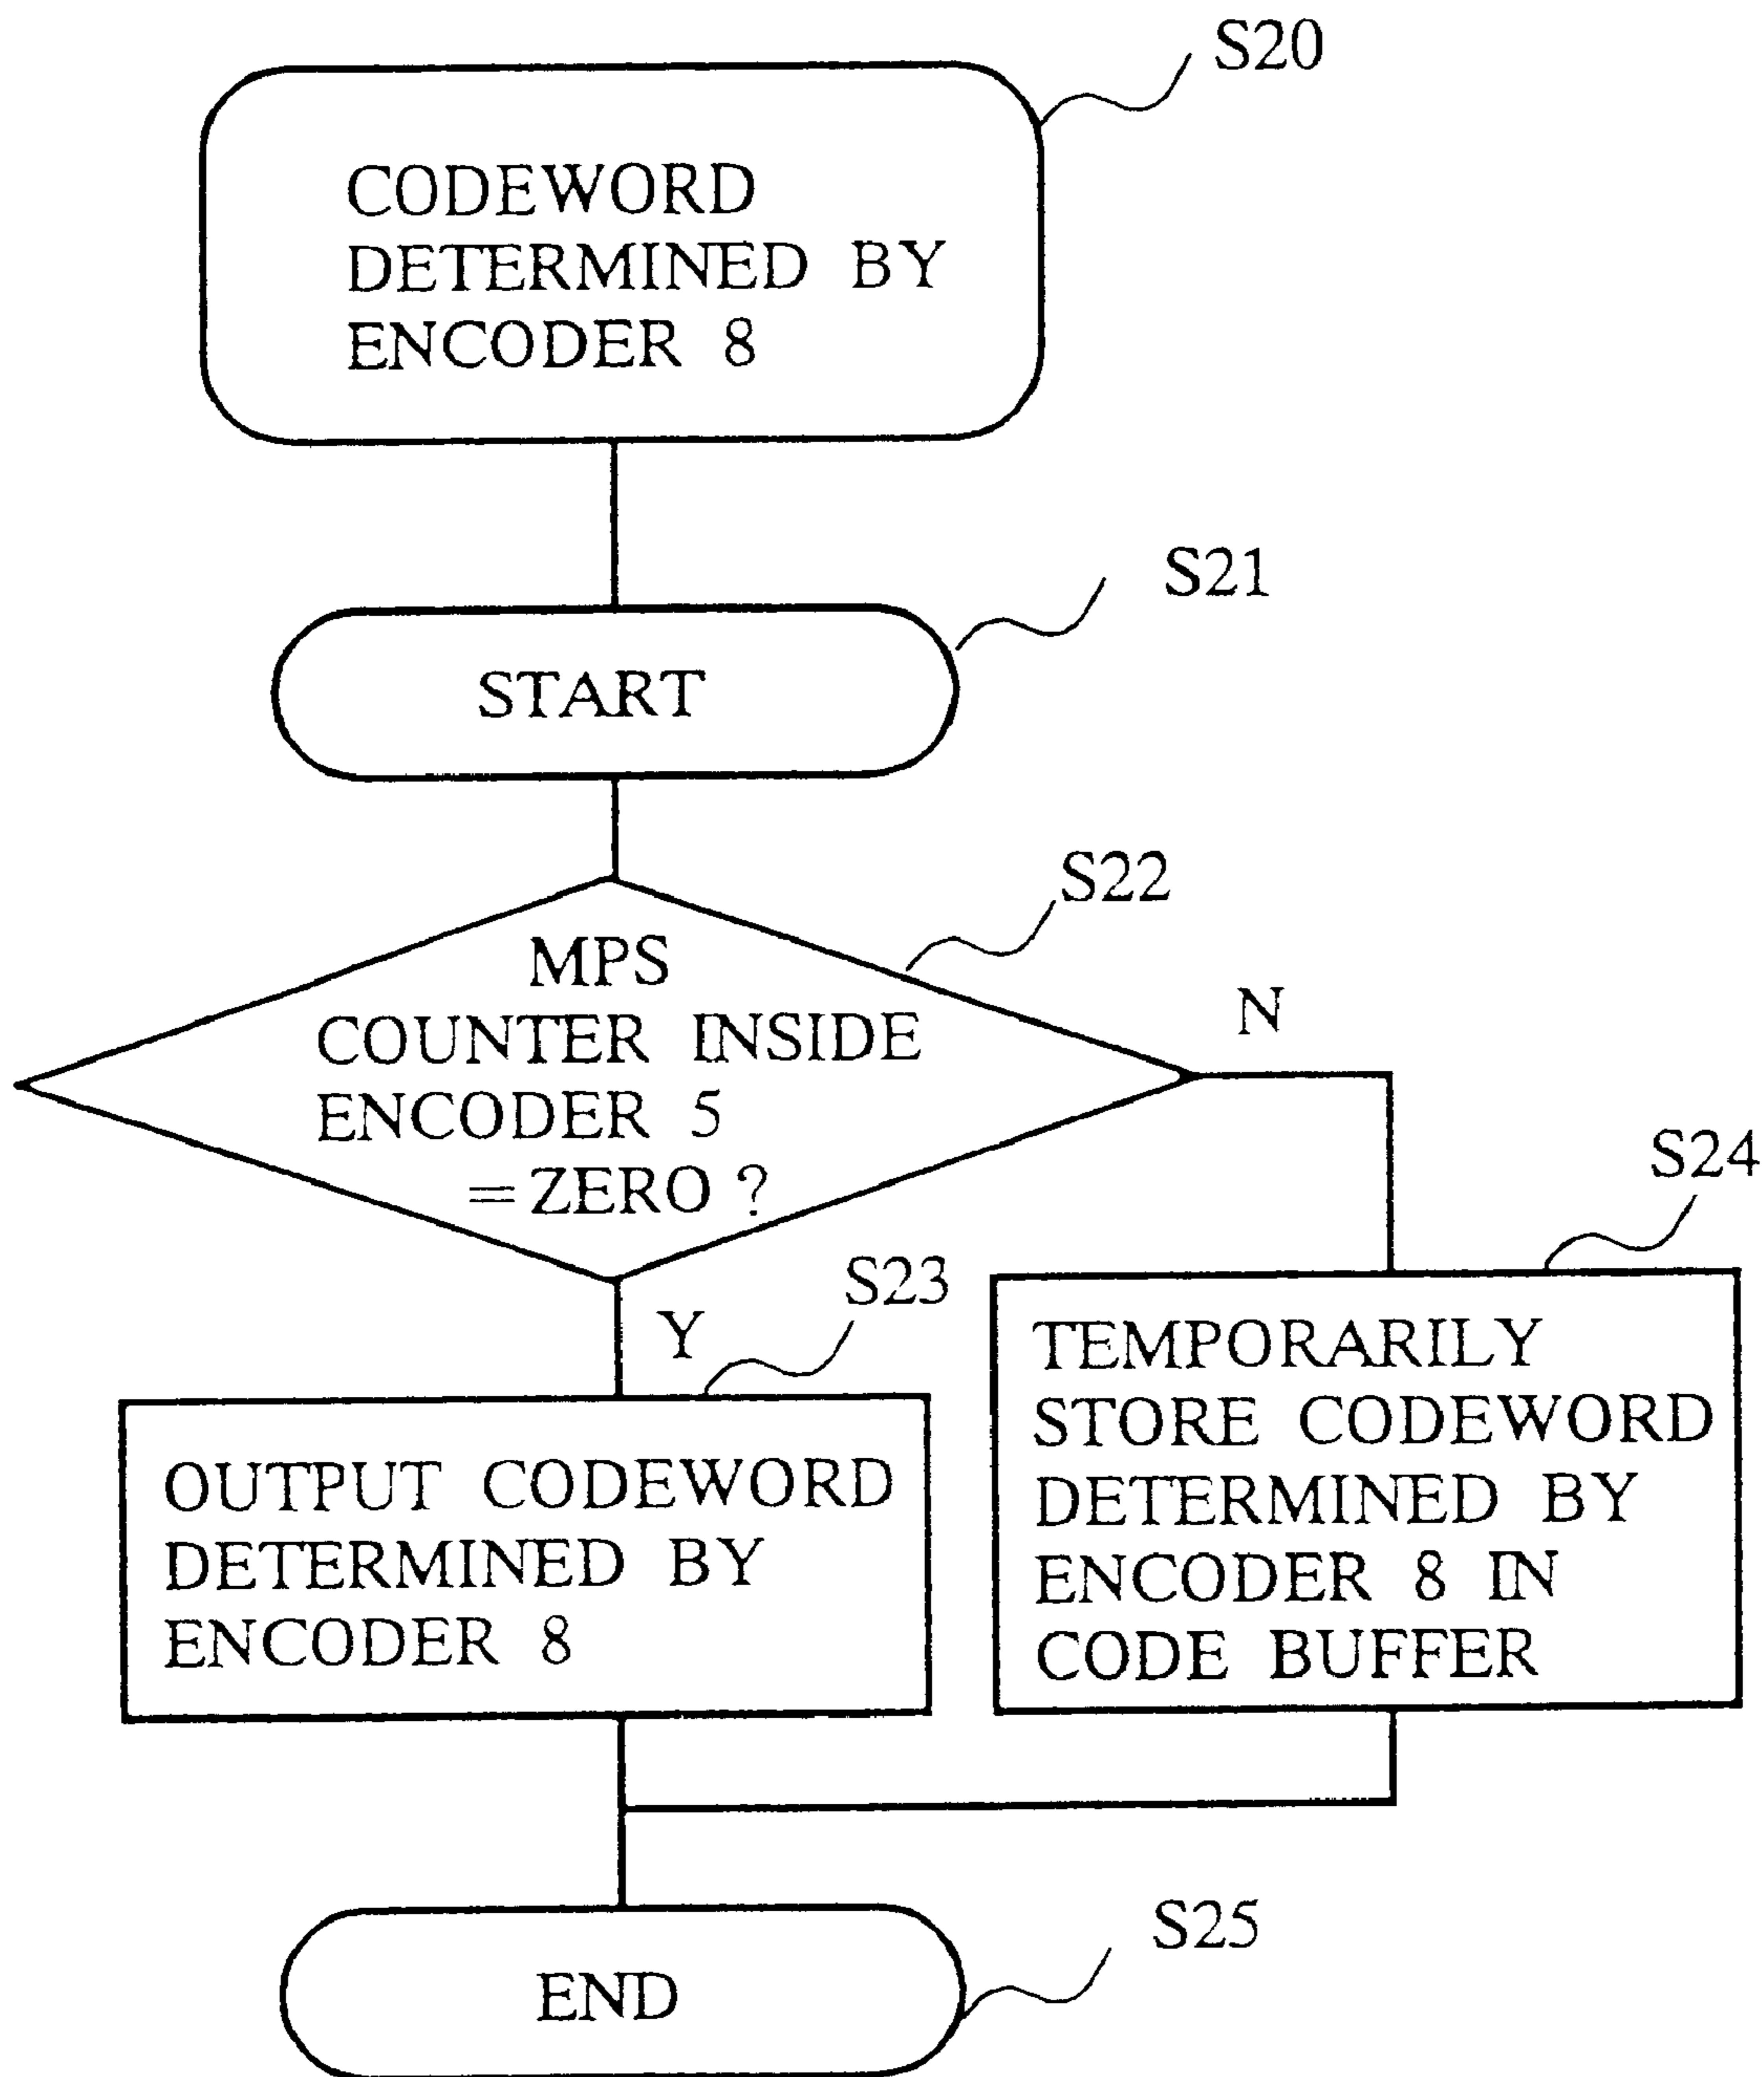 S20
CODEWORD
DETERMINED BY
ENCODER 8
S21
START
S22
MPS
COUNTER INSIDE
ENCODER 5
= ZERO ?
N
S24
S23
Y
TEMPORARILY
STORE CODEWORD
DETERMINED BY
ENCODER 8 IN
CODE BUFFER
OUTPUT CODEWORD
DETERMINED BY
ENCODER 8
S25
END